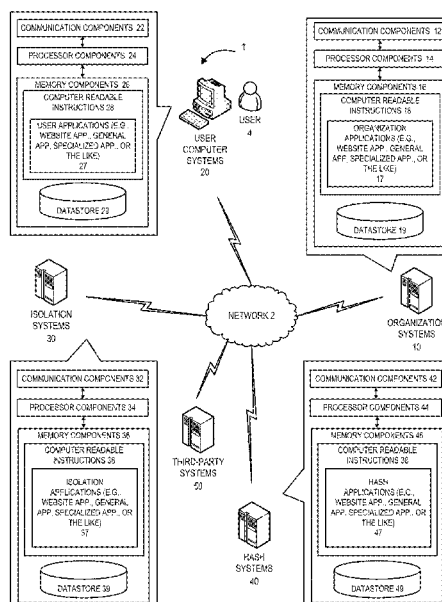 COMMUNICATION COMPONENTS 22
PROCESSOR COMPONENTS 24
MEMORY COMPONENTS 26
COMPUTER READABLE
INSTRUCTIONS 28
USER APPLICATIONS (E.G.,
WEBSITE APP., GENERAL
APP, SPECIALIZED APP., OR
THE LIKE)
27
DATASTORE 29
1
USER
4
USER
COMPUTER
SYSTEMS
20
COMMUNICATION COMPONENTS 12
PROCESSOR COMPONENTS 14
MEMORY COMPONENTS 16
COMPUTER READABLE
INSTRUCTIONS 18
ORGANIZATION
APPLICATIONS (E.G.,
WEBSITE APP., GENERAL
APP, SPECIALIZED APP., OR
THE LIKE)
17
DATASTORE 19
ISOLATION
SYSTEMS
30
NETWORK 2
ORGANIZATION
SYSTEMS
10
COMMUNICATION COMPONENTS 32
PROCESSOR COMPONENTS 34
MEMORY COMPONENTS 36
COMPUTER READABLE
INSTRUCTIONS 38
ISOLATION
APPLICATIONS (E.G.,
WEBSITE APP., GENERAL
APP, SPECIALIZED APP., OR
THE LIKE)
37
DATASTORE 39
THIRD-PARTY
SYSTEMS
50
HASH
SYSTEMS
40
COMMUNICATION COMPONENTS 42
PROCESSOR COMPONENTS 44
MEMORY COMPONENTS 46
COMPUTER READABLE
INSTRUCTIONS 38
HASH
APPLICATIONS (E.G.,
WEBSITE APP., GENERAL
APP, SPECIALIZED APP., OR
THE LIKE)
47
DATASTORE 49